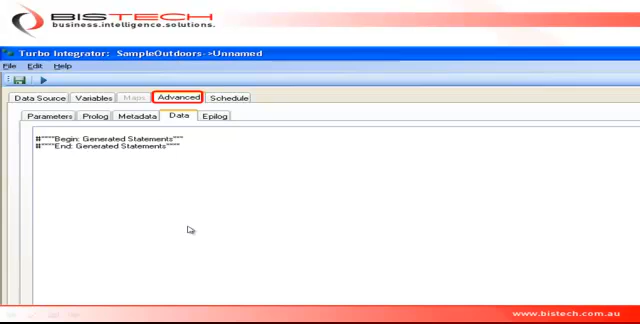 BISTECH
business.intelligence.solutions.
Turbo Integrator: SampleOutdoors->Unnamed
File Edit Help
Data Source Variables Maps Advanced Schedule
Parameters Prolog Metadata Data Epilog
#****Begin: Generated Statements***
#****End: Generated Statements****
www.bistech.com.au